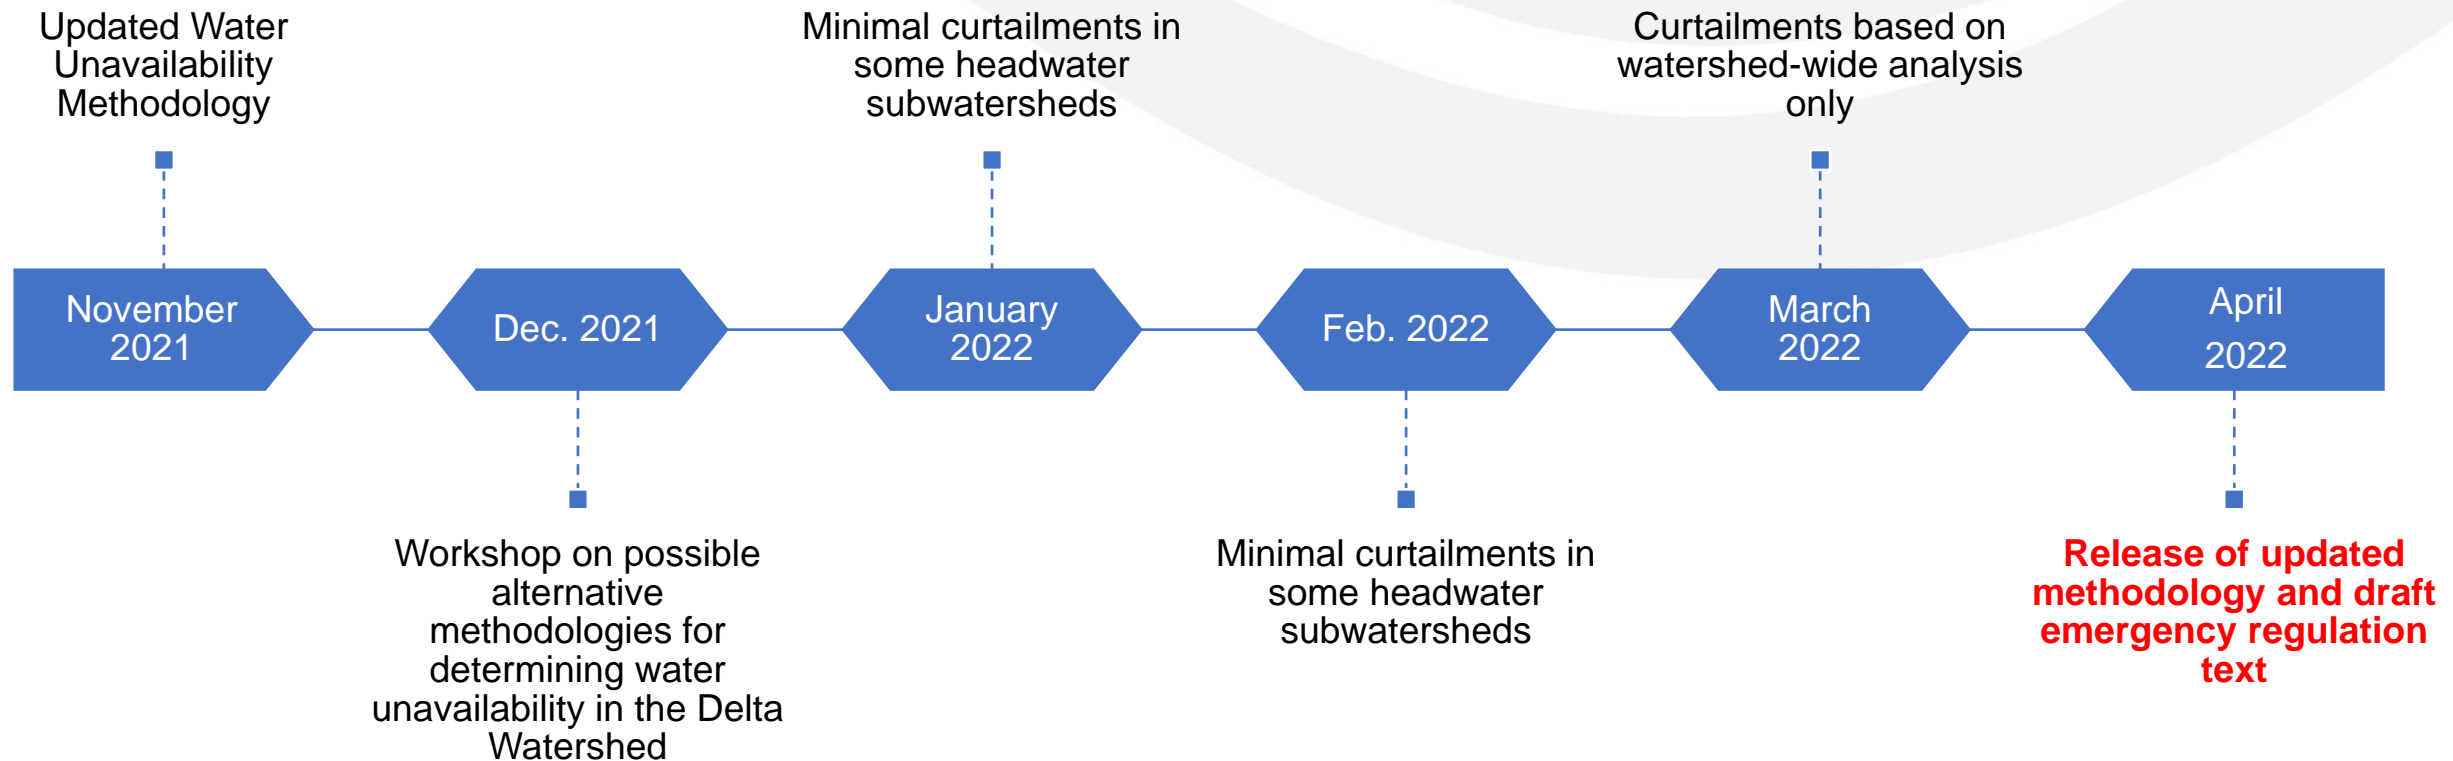 Updated Water
Unavailability
Methodology
Minimal curtailments in
some headwater
subwatersheds
Curtailments based on
watershed-wide analysis
only
November
2021
Dec. 2021
January
2022
Feb. 2022
March
2022
April
2022
Workshop on possible
alternative
methodologies for
determining water
unavailability in the Delta
Watershed
Minimal curtailments in
some headwater
subwatersheds
Release of updated
methodology and draft
emergency regulation
text